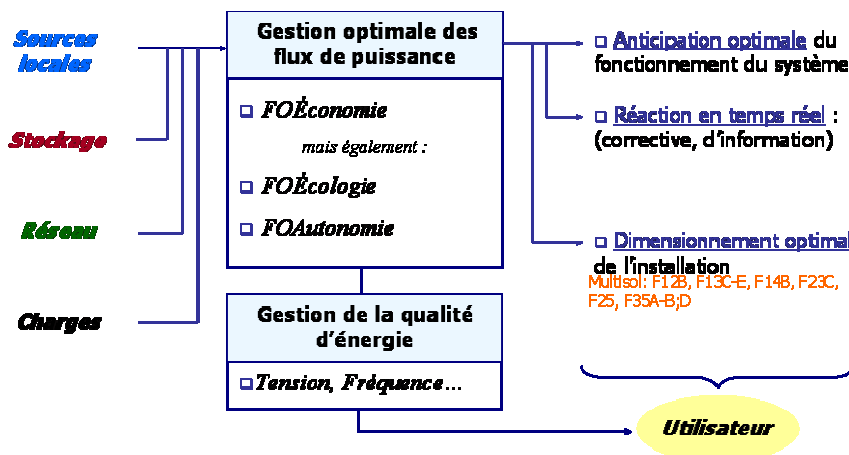 Sources
locales
Stockage
Réseau
Charges
Gestion optimale des
flux de puissance
❑ FOÉconomie
mais également :
❑ FOÉcologie
❑ FOAutonomie
Gestion de la qualité
d'énergie
❑Tension, Fréquence...
❑ Anticipation optimale du
fonctionnement du système
❑ Réaction en temps réel :
(corrective, d'information)
❑ Dimensionnement optimal
de l'installation
Multisol: F12B, F13C-E, F14B, F23C,
F25, F35A-B;D
Utilisateur